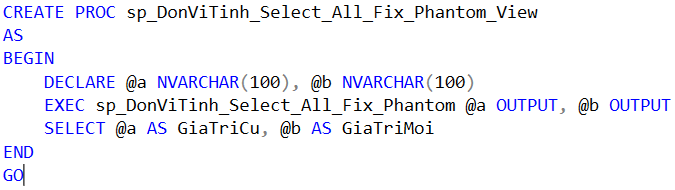 CREATE PROC sp_DonViTinh_Select_All_Fix_Phantom_View
AS
BEGIN
    DECLARE @a NVARCHAR(100), @b NVARCHAR(100)
    EXEC sp_DonViTinh_Select_All_Fix_Phantom @a OUTPUT, @b OUTPUT
    SELECT @a AS GiaTriCu, @b AS GiaTriMoi
END
GO